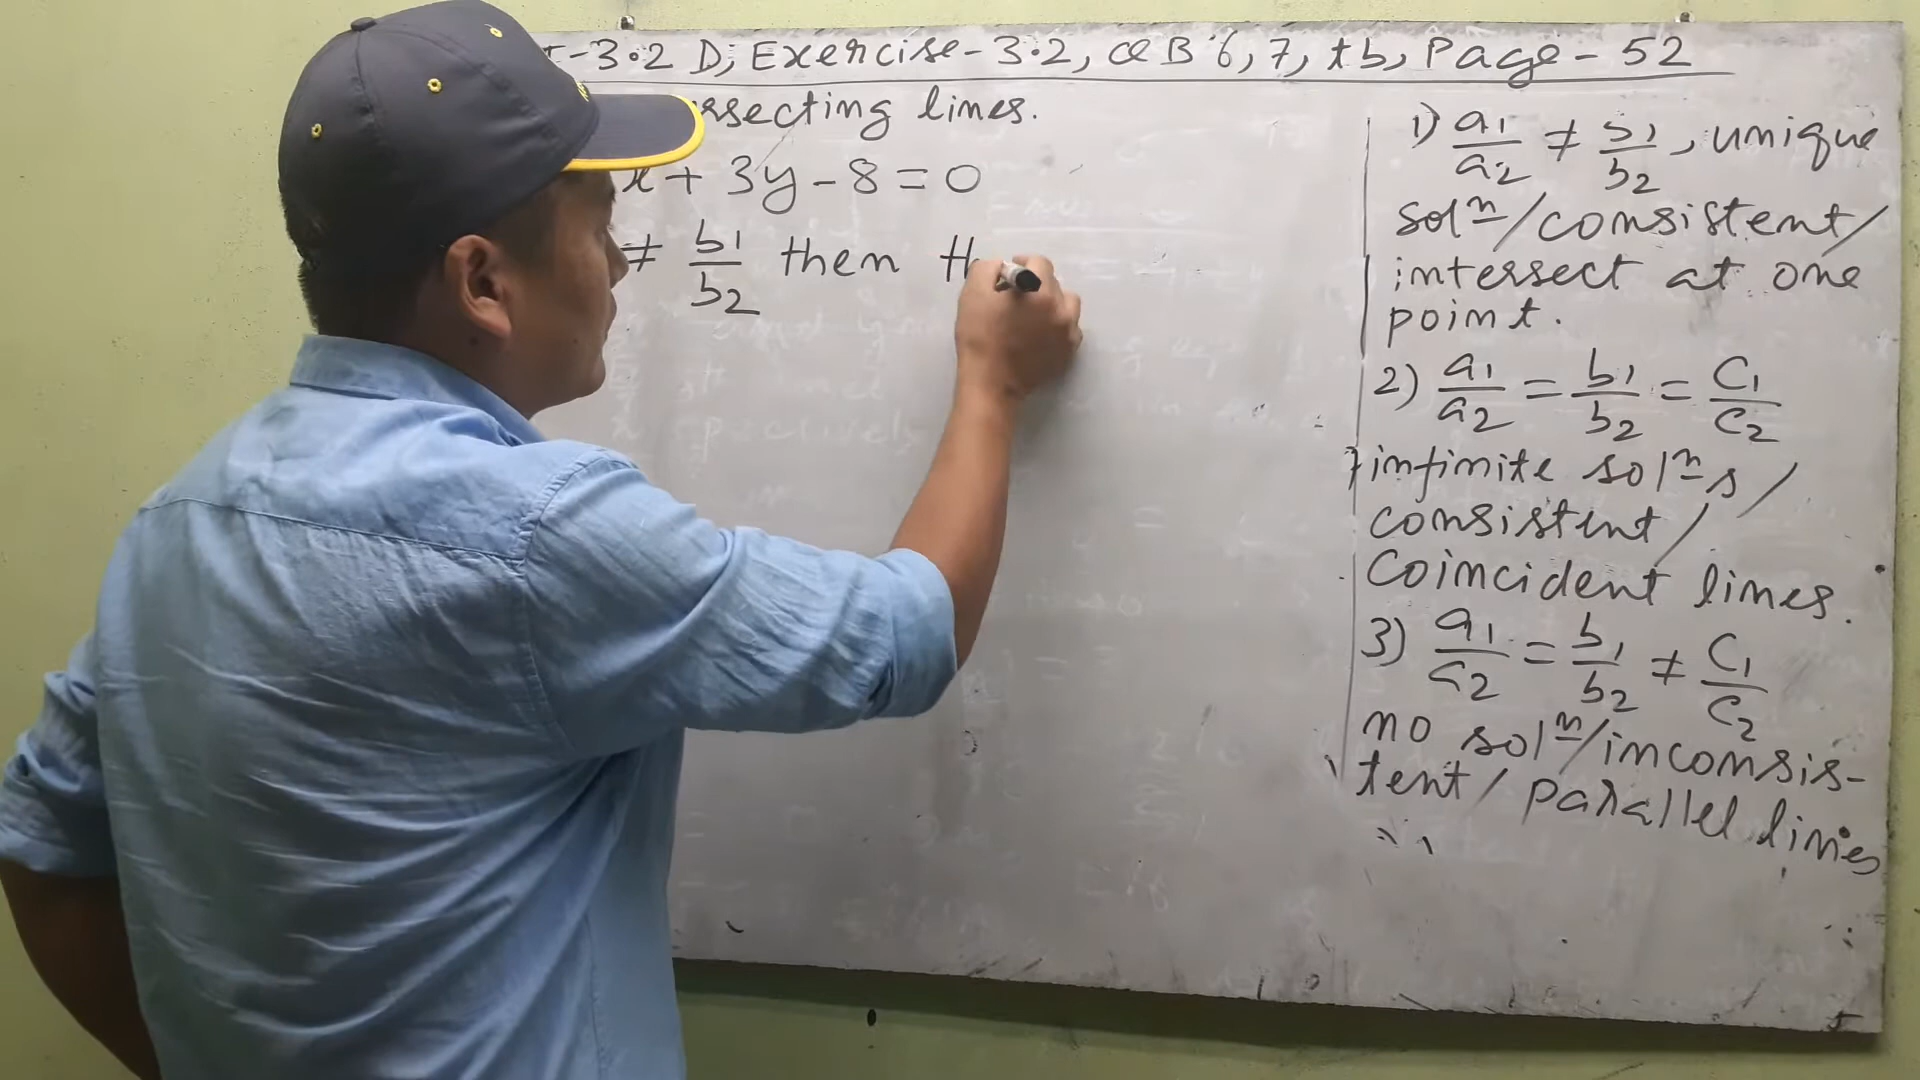 -3.2 D; Exercise-3.2, QB 6, 7, tb, Page-52
rsecting lines.
x + 3y - 8 = 0
≠ b1/b2 then th
1) a1/a2 ≠ b1/b2, unique
solⁿ/consistent/
intersect at one
point.
2) a1/a2 = b1/b2 = C1/C2
infinite solⁿs/
consistent/
Coincident lines.
3) a1/a2 = b1/b2 ≠ C1/C2
no solⁿ/inconsis-
tent/ parallel lines